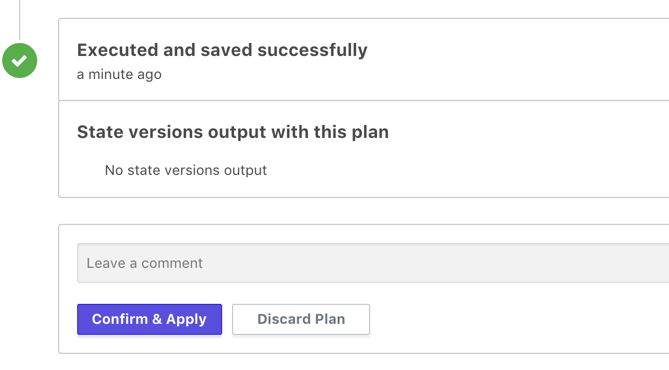 Executed and saved successfully
a minute ago
State versions output with this plan
No state versions output
Leave a comment
Confirm & Apply
Discard Plan